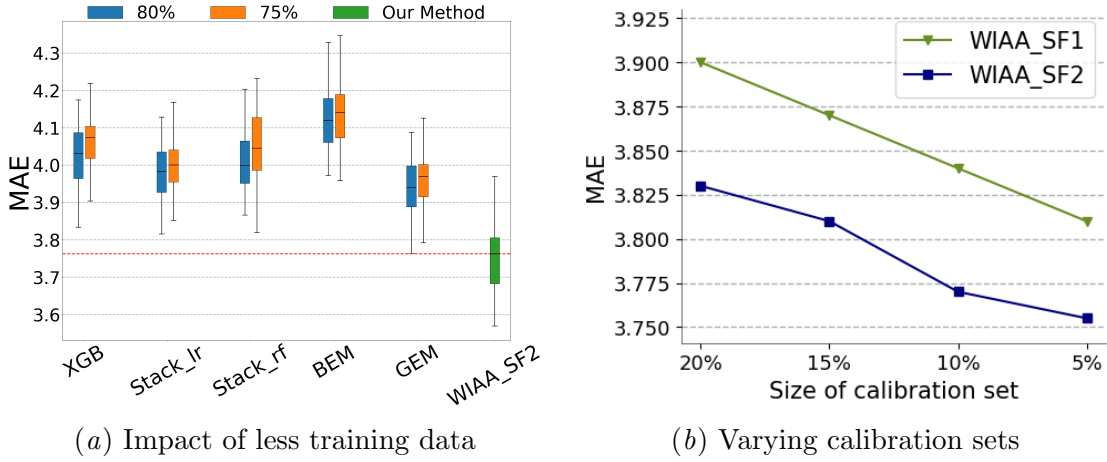 80% 75% Our Method
MAE
4.3
4.2
4.1
4.0
3.9
3.8
3.7
3.6
XGB Stack_lr Stack_rf BEM GEM WIAA_SF2
(a) Impact of less training data
WIAA_SF1
WIAA_SF2
MAE
3.925
3.900
3.875
3.850
3.825
3.800
3.775
3.750
20% 15% 10% 5%
Size of calibration set
(b) Varying calibration sets